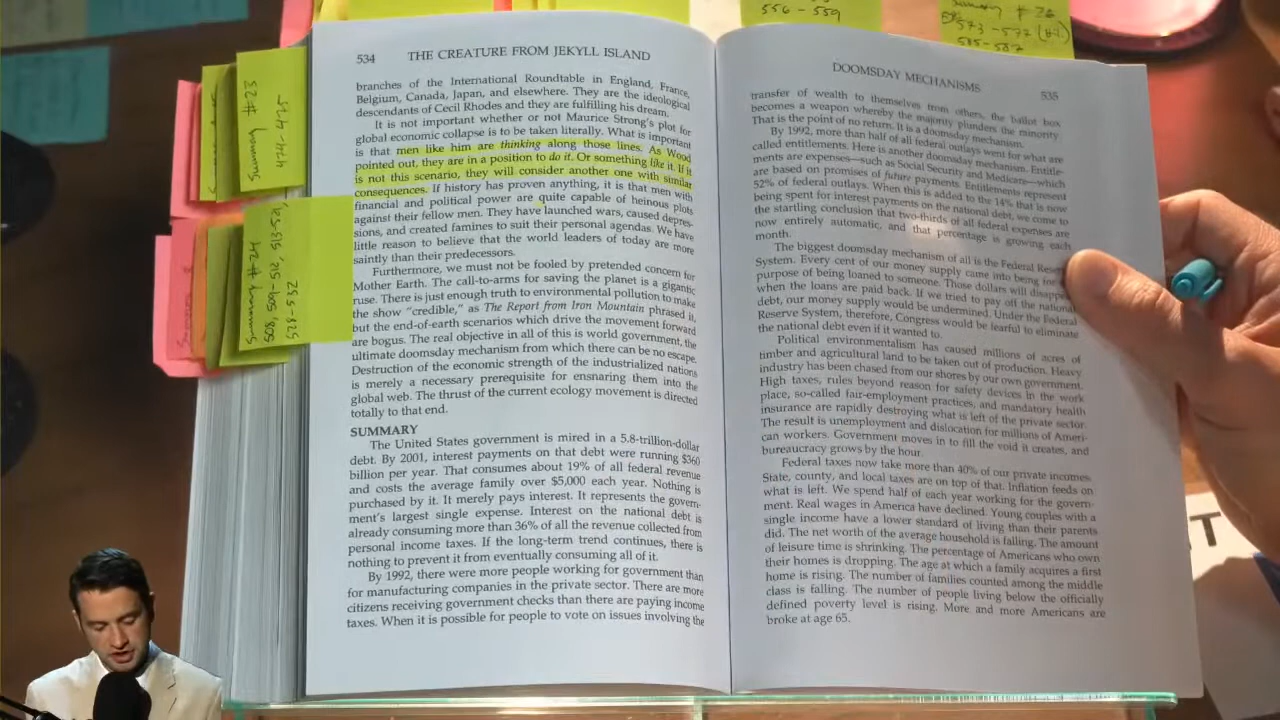 556 - 559
Summary # 26
573 - 577
585 - 587
Summary #23
474-475
Summary #24
508, 509-512, 513-
528-532
534 THE CREATURE FROM JEKYLL ISLAND
branches of the International Roundtable in England, France,
Belgium, Canada, Japan, and elsewhere. They are the ideological
descendants of Cecil Rhodes and they are fulfilling his dream.
It is not important whether or not Maurice Strong's plot for
global economic collapse is to be taken literally. What is important
is that men like him are thinking along those lines. As Wood
pointed out, they are in a position to do it. Or something like it. If it
is not this scenario, they will consider another one with similar
consequences. If history has proven anything, it is that men with
financial and political power are quite capable of heinous plots
against their fellow men. They have launched wars, caused depres-
sions, and created famines to suit their personal agendas. We have
little reason to believe that the world leaders of today are more
saintly than their predecessors.
Furthermore, we must not be fooled by pretended concern for
Mother Earth. The call-to-arms for saving the planet is a gigantic
ruse. There is just enough truth to environmental pollution to make
the show "credible," as The Report from Iron Mountain phrased it,
but the end-of-earth scenarios which drive the movement forward
are bogus. The real objective in all of this is world government, the
ultimate doomsday mechanism from which there can be no escape.
Destruction of the economic strength of the industrialized nations
is merely a necessary prerequisite for ensnaring them into the
global web. The thrust of the current ecology movement is directed
totally to that end.
SUMMARY
The United States government is mired in a 5.8-trillion-dollar
debt. By 2001, interest payments on that debt were running $360
billion per year. That consumes about 19% of all federal revenue
and costs the average family over $5,000 each year. Nothing is
purchased by it. It merely pays interest. It represents the govern-
ment's largest single expense. Interest on the national debt is
already consuming more than 36% of all the revenue collected from
personal income taxes. If the long-term trend continues, there is
nothing to prevent it from eventually consuming all of it.
By 1992, there were more people working for government than
for manufacturing companies in the private sector. There are more
citizens receiving government checks than there are paying income
taxes. When it is possible for people to vote on issues involving the
DOOMSDAY MECHANISMS 535
transfer of wealth to themselves from others, the ballot box
becomes a weapon whereby the majority plunders the minority.
That is the point of no return. It is a doomsday mechanism.
By 1992, more than half of all federal outlays went for what are
called entitlements. Here is another doomsday mechanism. Entitle-
ments are expenses—such as Social Security and Medicare—which
are based on promises of future payments. Entitlements represent
52% of federal outlays. When this is added to the 14% that is now
being spent for interest payments on the national debt, we come to
the startling conclusion that two-thirds of all federal expenses are
now entirely automatic, and that percentage is growing each
month.
The biggest doomsday mechanism of all is the Federal Reserve
System. Every cent of our money supply came into being for the
purpose of being loaned to someone. Those dollars will disappear
when the loans are paid back. If we tried to pay off the national
debt, our money supply would be undermined. Under the Federal
Reserve System, therefore, Congress would be fearful to eliminate
the national debt even if it wanted to.
Political environmentalism has caused millions of acres of
timber and agricultural land to be taken out of production. Heavy
industry has been chased from our shores by our own government.
High taxes, rules beyond reason for safety devices in the work
place, so-called fair-employment practices, and mandatory health
insurance are rapidly destroying what is left of the private sector.
The result is unemployment and dislocation for millions of Ameri-
can workers. Government moves in to fill the void it creates, and
bureaucracy grows by the hour.
Federal taxes now take more than 40% of our private incomes.
State, county, and local taxes are on top of that. Inflation feeds on
what is left. We spend half of each year working for the govern-
ment. Real wages in America have declined. Young couples with a
single income have a lower standard of living than their parents
did. The net worth of the average household is falling. The amount
of leisure time is shrinking. The percentage of Americans who own
their homes is dropping. The age at which a family acquires a first
home is rising. The number of families counted among the middle
class is falling. The number of people living below the officially
defined poverty level is rising. More and more Americans are
broke at age 65.